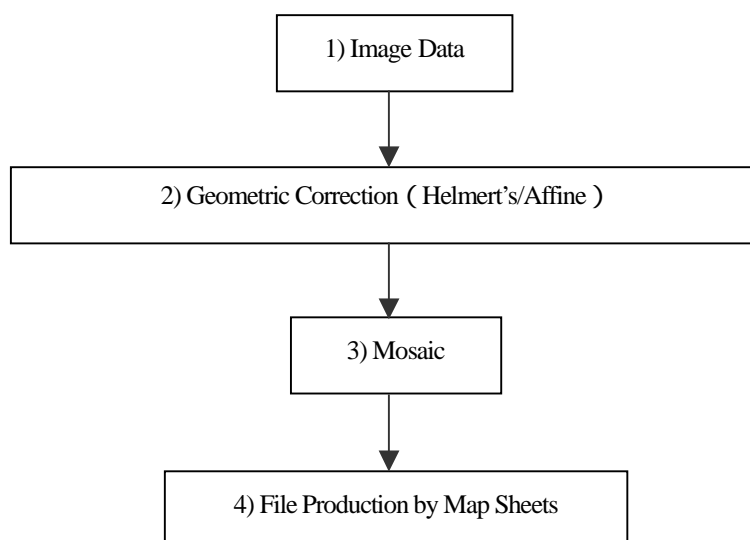 1) Image Data
2) Geometric Correction ( Helmert's/Affine )
3) Mosaic
4) File Production by Map Sheets